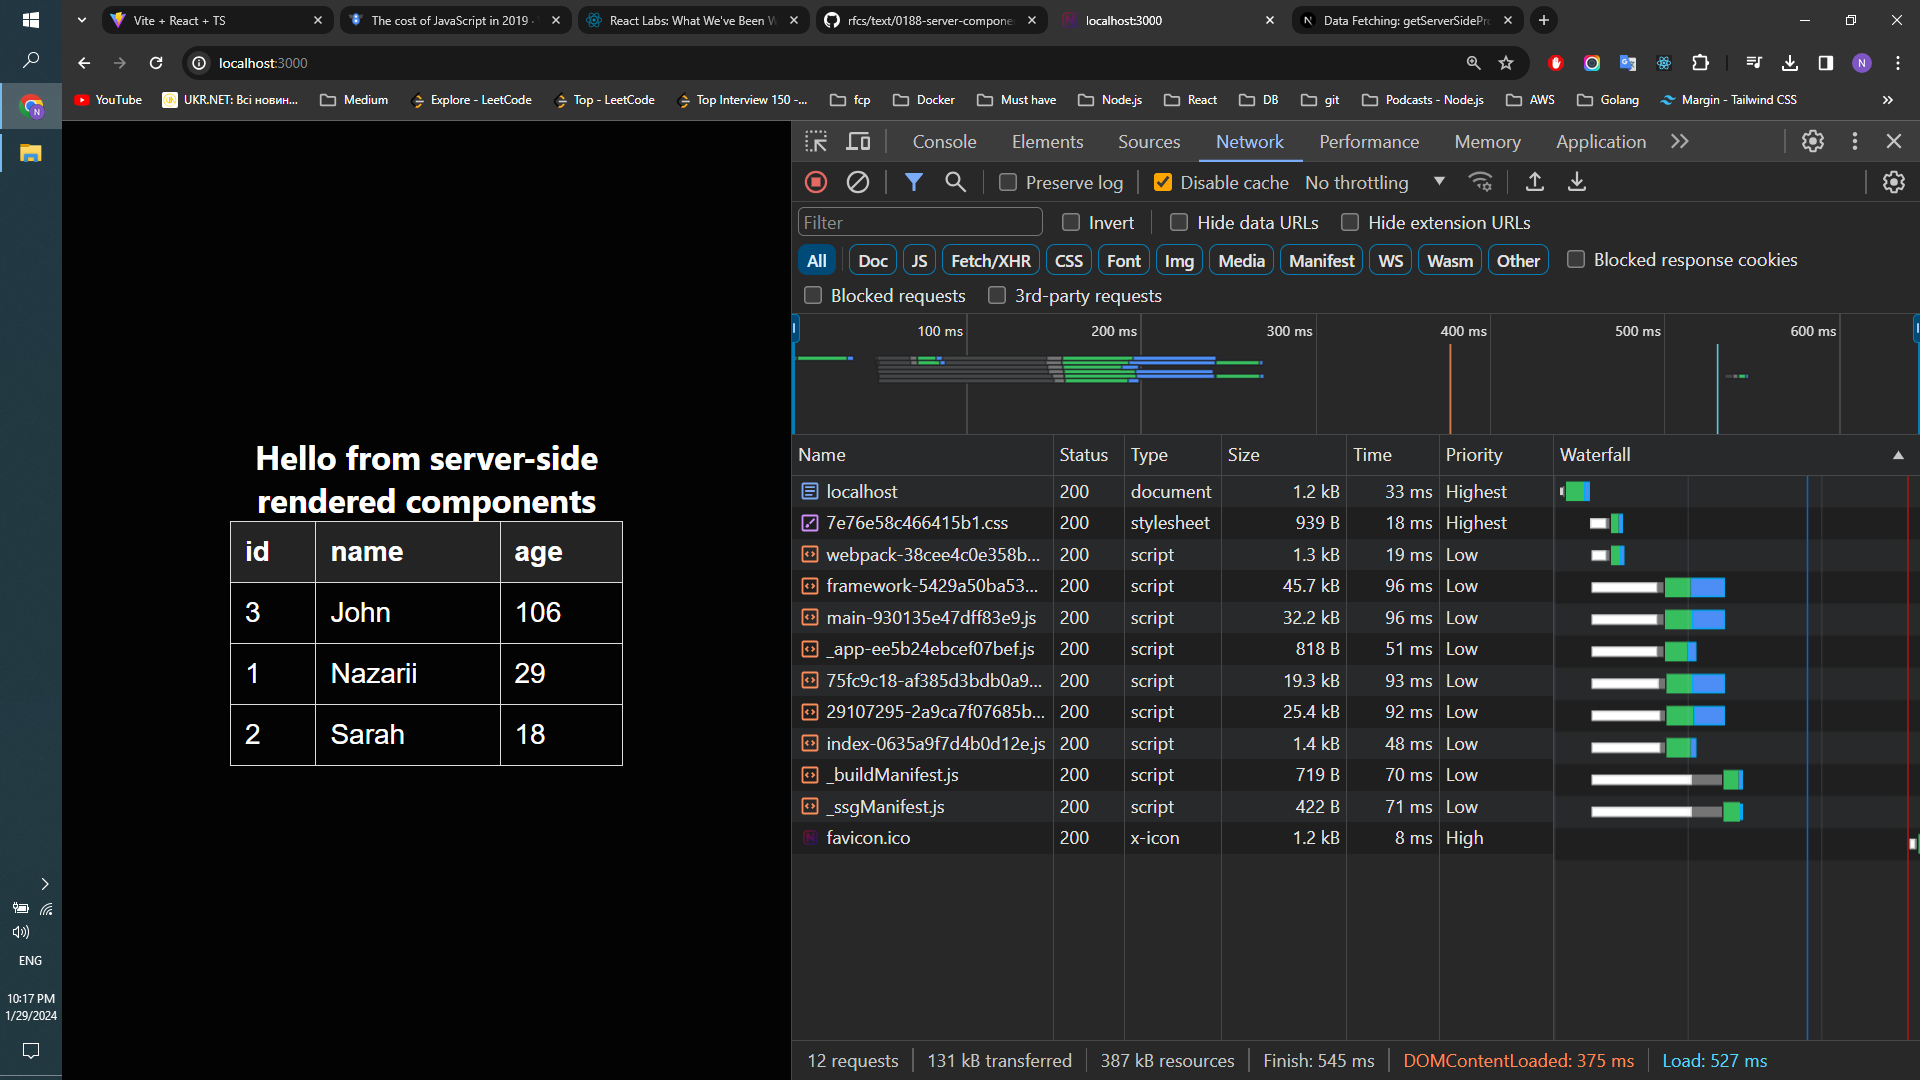 Vite + React + TS
The cost of JavaScript in 2019 ·
React Labs: What We've Been W
rfcs/text/0188-server-compone
localhost:3000
Data Fetching: getServerSidePr
localhost:3000
N
YouTube
UKR.NET: Всі новин...
Medium
Explore - LeetCode
Top - LeetCode
Top Interview 150 -...
fcp
Docker
Must have
Node.js
React
DB
git
Podcasts - Node.js
AWS
Golang
Margin - Tailwind CSS
Hello from server-side
rendered components
id name age
3 John 106
1 Nazarii 29
2 Sarah 18
Console Elements Sources Network Performance Memory Application
Preserve log Disable cache No throttling
Filter Invert Hide data URLs Hide extension URLs
All Doc JS Fetch/XHR CSS Font Img Media Manifest WS Wasm Other Blocked response cookies
Blocked requests 3rd-party requests
100 ms 200 ms 300 ms 400 ms 500 ms 600 ms
Name Status Type Size Time Priority Waterfall
localhost 200 document 1.2 kB 33 ms Highest
7e76e58c466415b1.css 200 stylesheet 939 B 18 ms Highest
webpack-38cee4c0e358b... 200 script 1.3 kB 19 ms Low
framework-5429a50ba53... 200 script 45.7 kB 96 ms Low
main-930135e47dff83e9.js 200 script 32.2 kB 96 ms Low
_app-ee5b24ebcef07bef.js 200 script 818 B 51 ms Low
75fc9c18-af385d3bdb0a9... 200 script 19.3 kB 93 ms Low
29107295-2a9ca7f07685b... 200 script 25.4 kB 92 ms Low
index-0635a9f7d4b0d12e.js 200 script 1.4 kB 48 ms Low
_buildManifest.js 200 script 719 B 70 ms Low
_ssgManifest.js 200 script 422 B 71 ms Low
favicon.ico 200 x-icon 1.2 kB 8 ms High
12 requests 131 kB transferred 387 kB resources Finish: 545 ms DOMContentLoaded: 375 ms Load: 527 ms
ENG
10:17 PM
1/29/2024